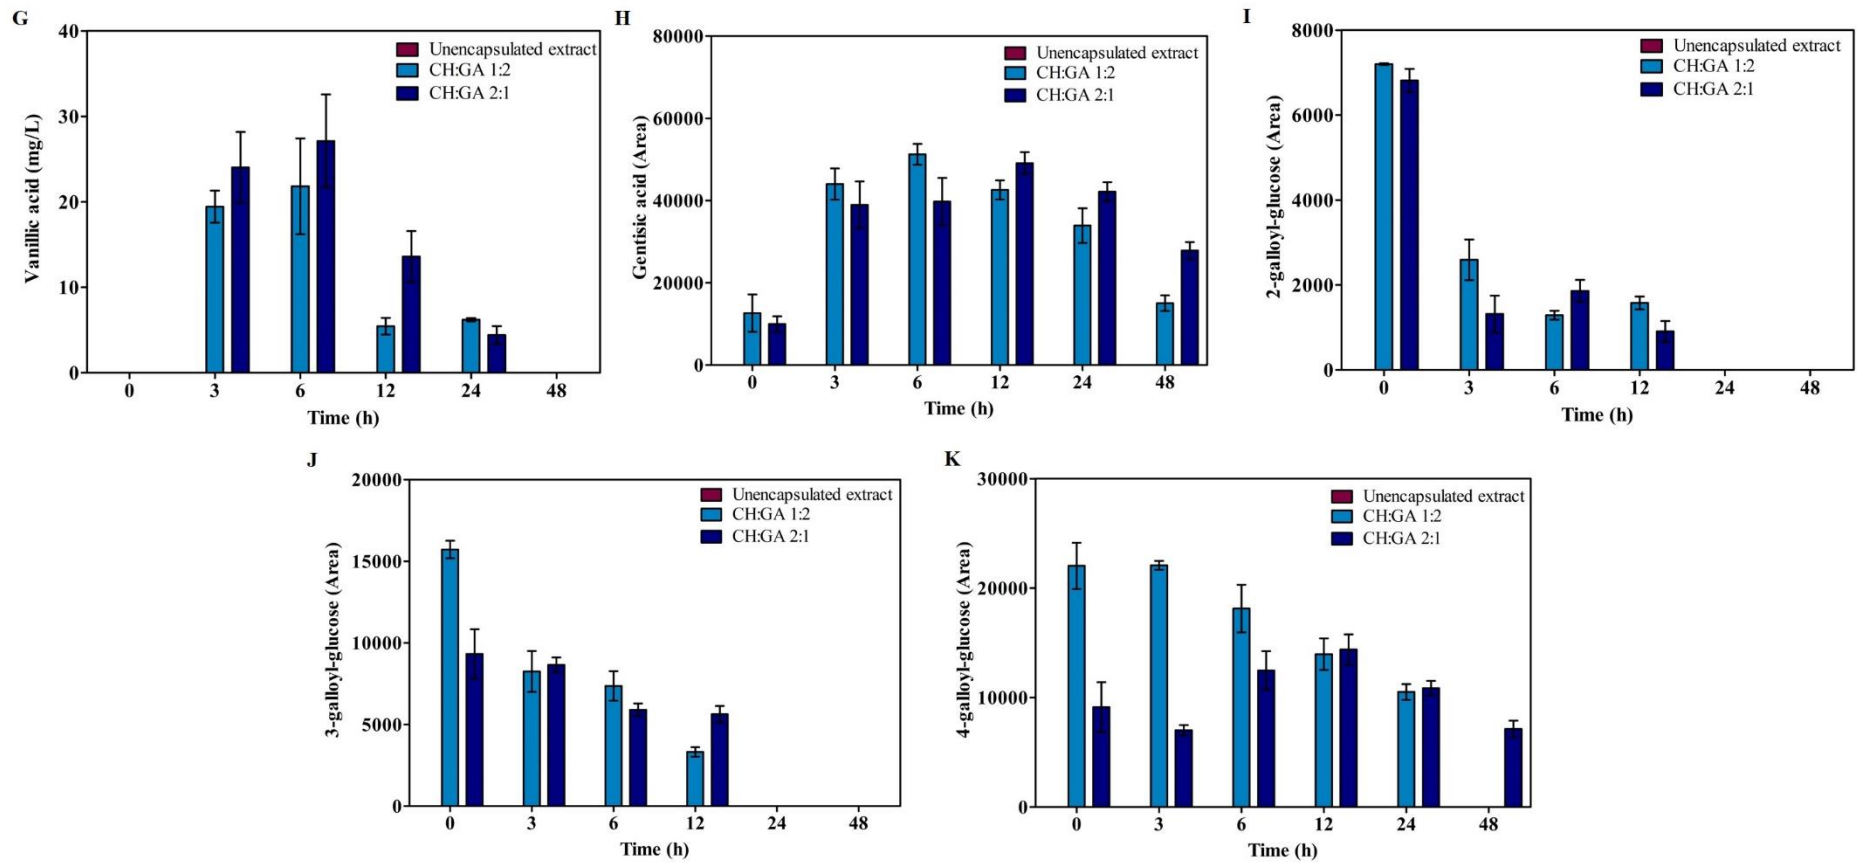 G
Vanillic acid (mg/L)
40
30
20
10
0
Unencapsulated extract
CH:GA 1:2
CH:GA 2:1
0 3 6 12 24 48
Time (h)
H
Gentisic acid (Area)
80000
60000
40000
20000
0
Unencapsulated extract
CH:GA 1:2
CH:GA 2:1
0 3 6 12 24 48
Time (h)
I
2-galloyl-glucose (Area)
8000
6000
4000
2000
0
Unencapsulated extract
CH:GA 1:2
CH:GA 2:1
0 3 6 12 24 48
Time (h)
J
3-galloyl-glucose (Area)
20000
15000
10000
5000
0
Unencapsulated extract
CH:GA 1:2
CH:GA 2:1
0 3 6 12 24 48
Time (h)
K
4-galloyl-glucose (Area)
30000
20000
10000
0
Unencapsulated extract
CH:GA 1:2
CH:GA 2:1
0 3 6 12 24 48
Time (h)